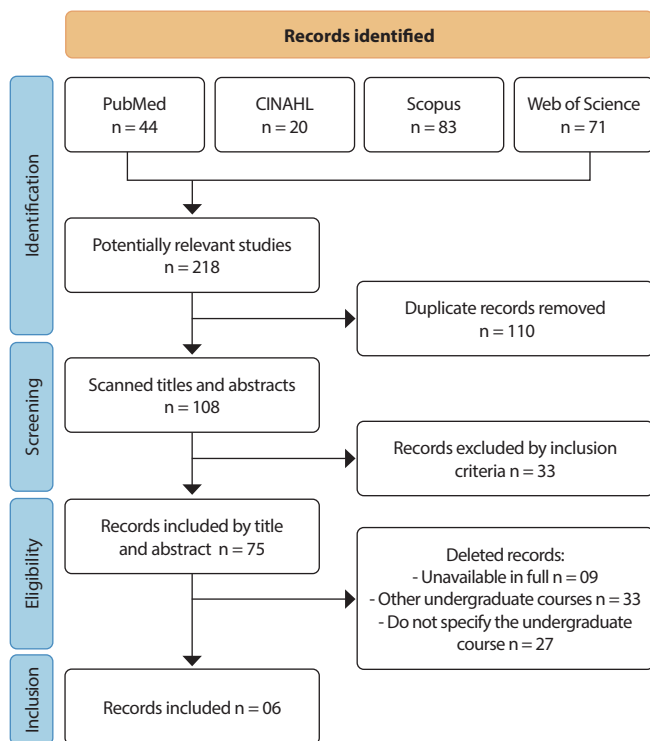 Records identified
Identification
PubMed
n = 44
CINAHL
n = 20
Scopus
n = 83
Web of Science
n = 71
Potentially relevant studies
n = 218
Duplicate records removed
n = 110
Screening
Scanned titles and abstracts
n = 108
Records excluded by inclusion
criteria n = 33
Eligibility
Records included by title
and abstract n = 75
Deleted records:
- Unavailable in full n = 09
- Other undergraduate courses n = 33
- Do not specify the undergraduate
course n = 27
Inclusion
Records included n = 06